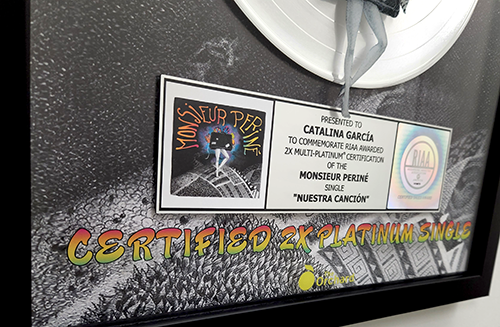 MONSIEUR PERINÉ
PRESENTED TO
CATALINA GARCÍA
TO COMMEMORATE RIAA AWARDED
2X MULTI-PLATINUM® CERTIFICATION
OF THE
MONSIEUR PERINÉ
SINGLE
"NUESTRA CANCIÓN"
RIAA
CERTIFIED 2X PLATINUM SINGLE